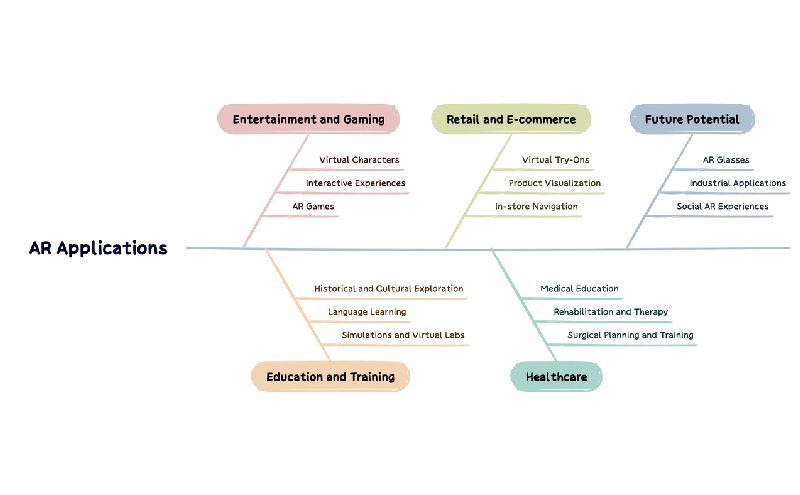 AR Applications
Entertainment and Gaming
Virtual Characters
Interactive Experiences
AR Games
Retail and E-commerce
Virtual Try-Ons
Product Visualization
In-store Navigation
Future Potential
AR Glasses
Industrial Applications
Social AR Experiences
Historical and Cultural Exploration
Language Learning
Simulations and Virtual Labs
Education and Training
Medical Education
Rehabilitation and Therapy
Surgical Planning and Training
Healthcare